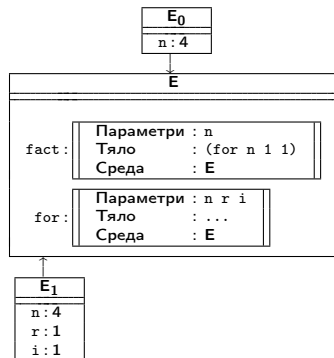 E₀
n : 4
E
fact :
Параметри : n
Тяло : (for n 1 1)
Среда : E
for :
Параметри : n r i
Тяло : ...
Среда : E
E₁
n : 4
r : 1
i : 1